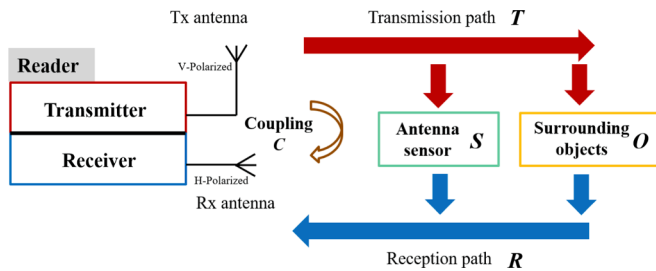 Tx antenna
Transmission path T
Reader
V-Polarized
Transmitter
Coupling
C
Antenna
sensor S
Surrounding
objects O
Receiver
H-Polarized
Rx antenna
Reception path R